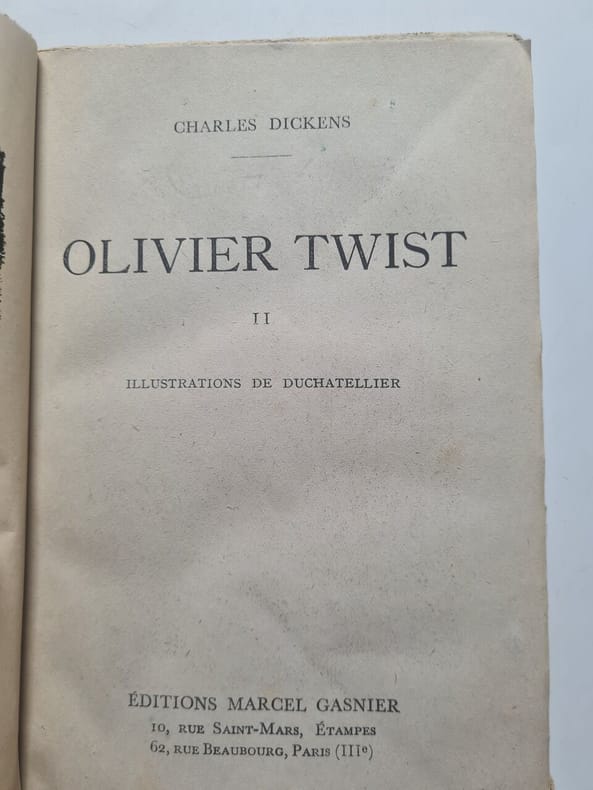 CHARLES DICKENS
OLIVIER TWIST
II
ILLUSTRATIONS DE DUCHATELLIER
ÉDITIONS MARCEL GASNIER
10, RUE SAINT-MARS, ÉTAMPES
62, RUE BEAUBOURG, PARIS (IIIe)